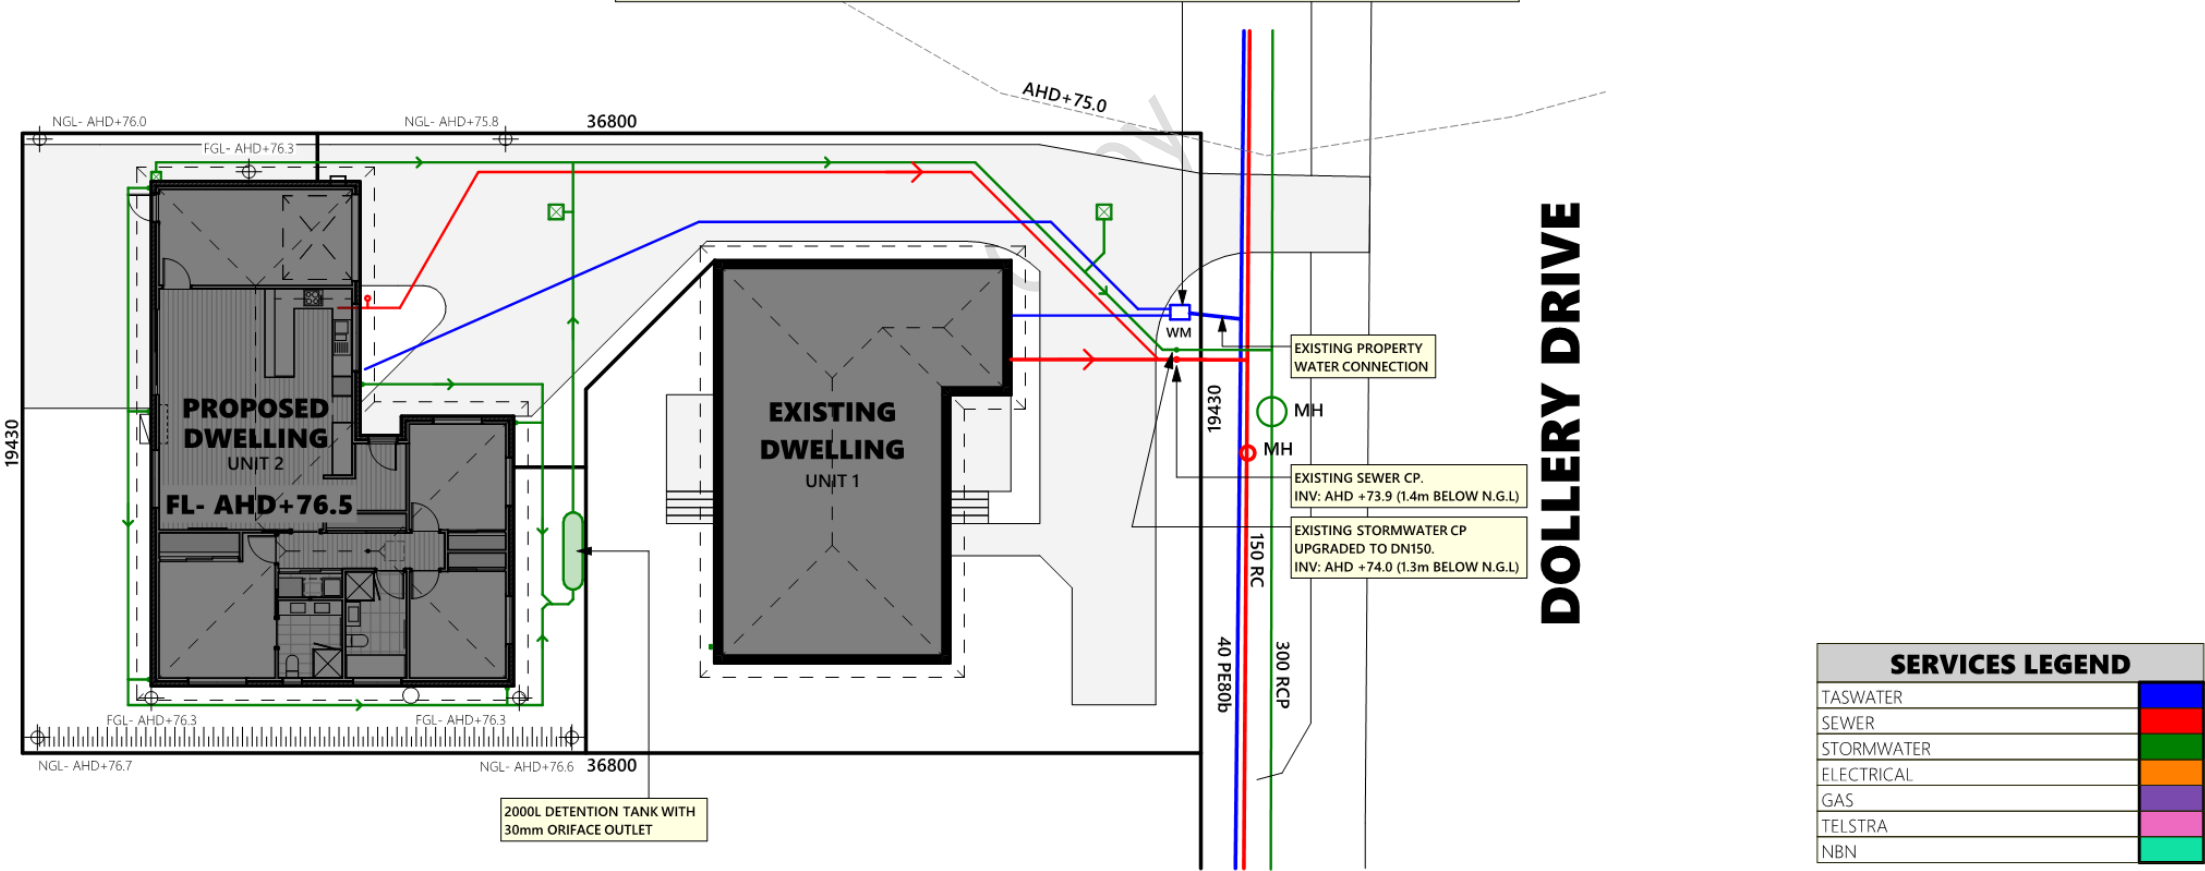 AHD+75.0
NGL- AHD+76.0
NGL- AHD+75.8
36800
FGL- AHD+76.3
PROPOSED
DWELLING
UNIT 2
FL- AHD+76.5
EXISTING
DWELLING
UNIT 1
WM
EXISTING PROPERTY
WATER CONNECTION
19430
19430
MH
MH
EXISTING SEWER CP.
INV: AHD +73.9 (1.4m BELOW N.G.L)
EXISTING STORMWATER CP
UPGRADED TO DN150.
INV: AHD +74.0 (1.3m BELOW N.G.L)
150 RC
40 PE80b
300 RCP
DOLLERY DRIVE
FGL- AHD+76.3
FGL- AHD+76.3
NGL- AHD+76.7
NGL- AHD+76.6
36800
2000L DETENTION TANK WITH
30mm ORIFACE OUTLET
SERVICES LEGEND
TASWATER
SEWER
STORMWATER
ELECTRICAL
GAS
TELSTRA
NBN